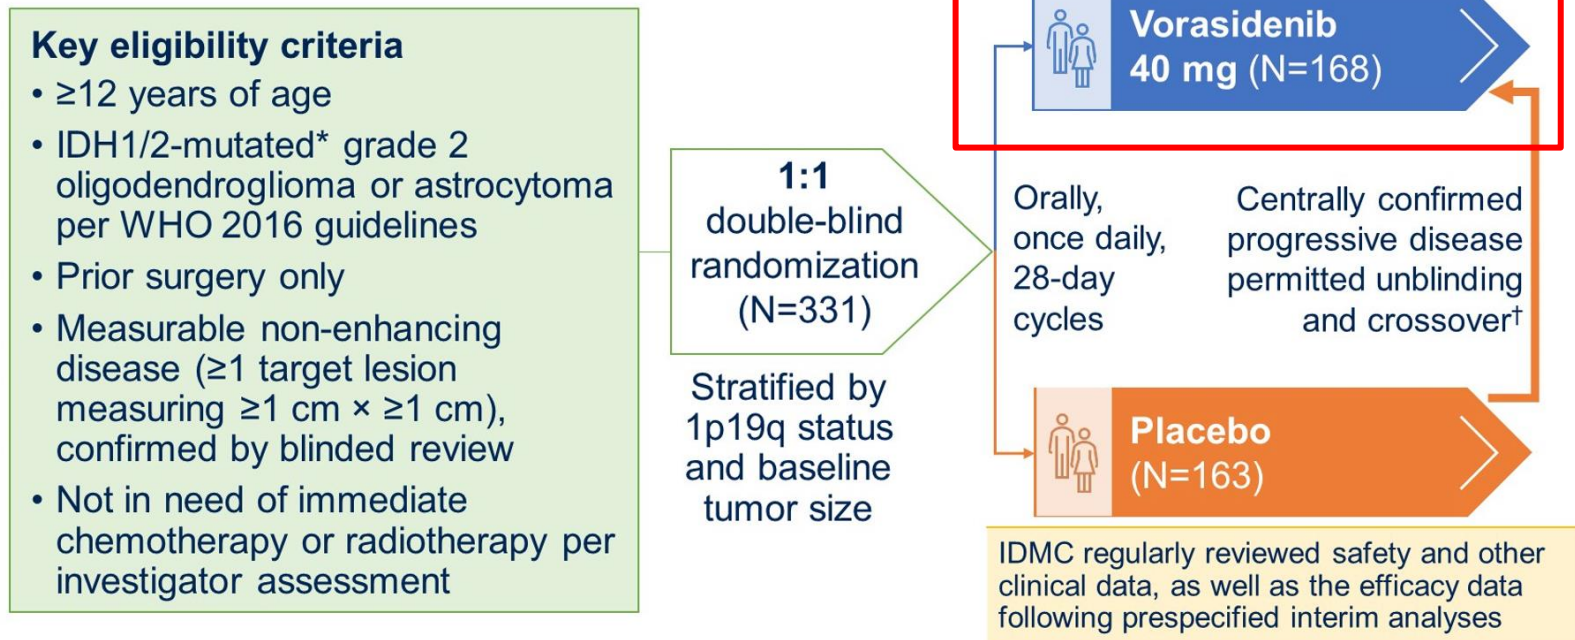 Key eligibility criteria
• ≥12 years of age
• IDH1/2-mutated* grade 2
oligodendroglioma or astrocytoma
per WHO 2016 guidelines
• Prior surgery only
• Measurable non-enhancing
disease (≥1 target lesion
measuring ≥1 cm × ≥1 cm),
confirmed by blinded review
• Not in need of immediate
chemotherapy or radiotherapy per
investigator assessment
1:1
double-blind
randomization
(N=331)
Stratified by
1p19q status
and baseline
tumor size
Vorasidenib
40 mg (N=168)
Orally,
once daily,
28-day
cycles
Centrally confirmed
progressive disease
permitted unblinding
and crossover†
Placebo
(N=163)
IDMC regularly reviewed safety and other
clinical data, as well as the efficacy data
following prespecified interim analyses